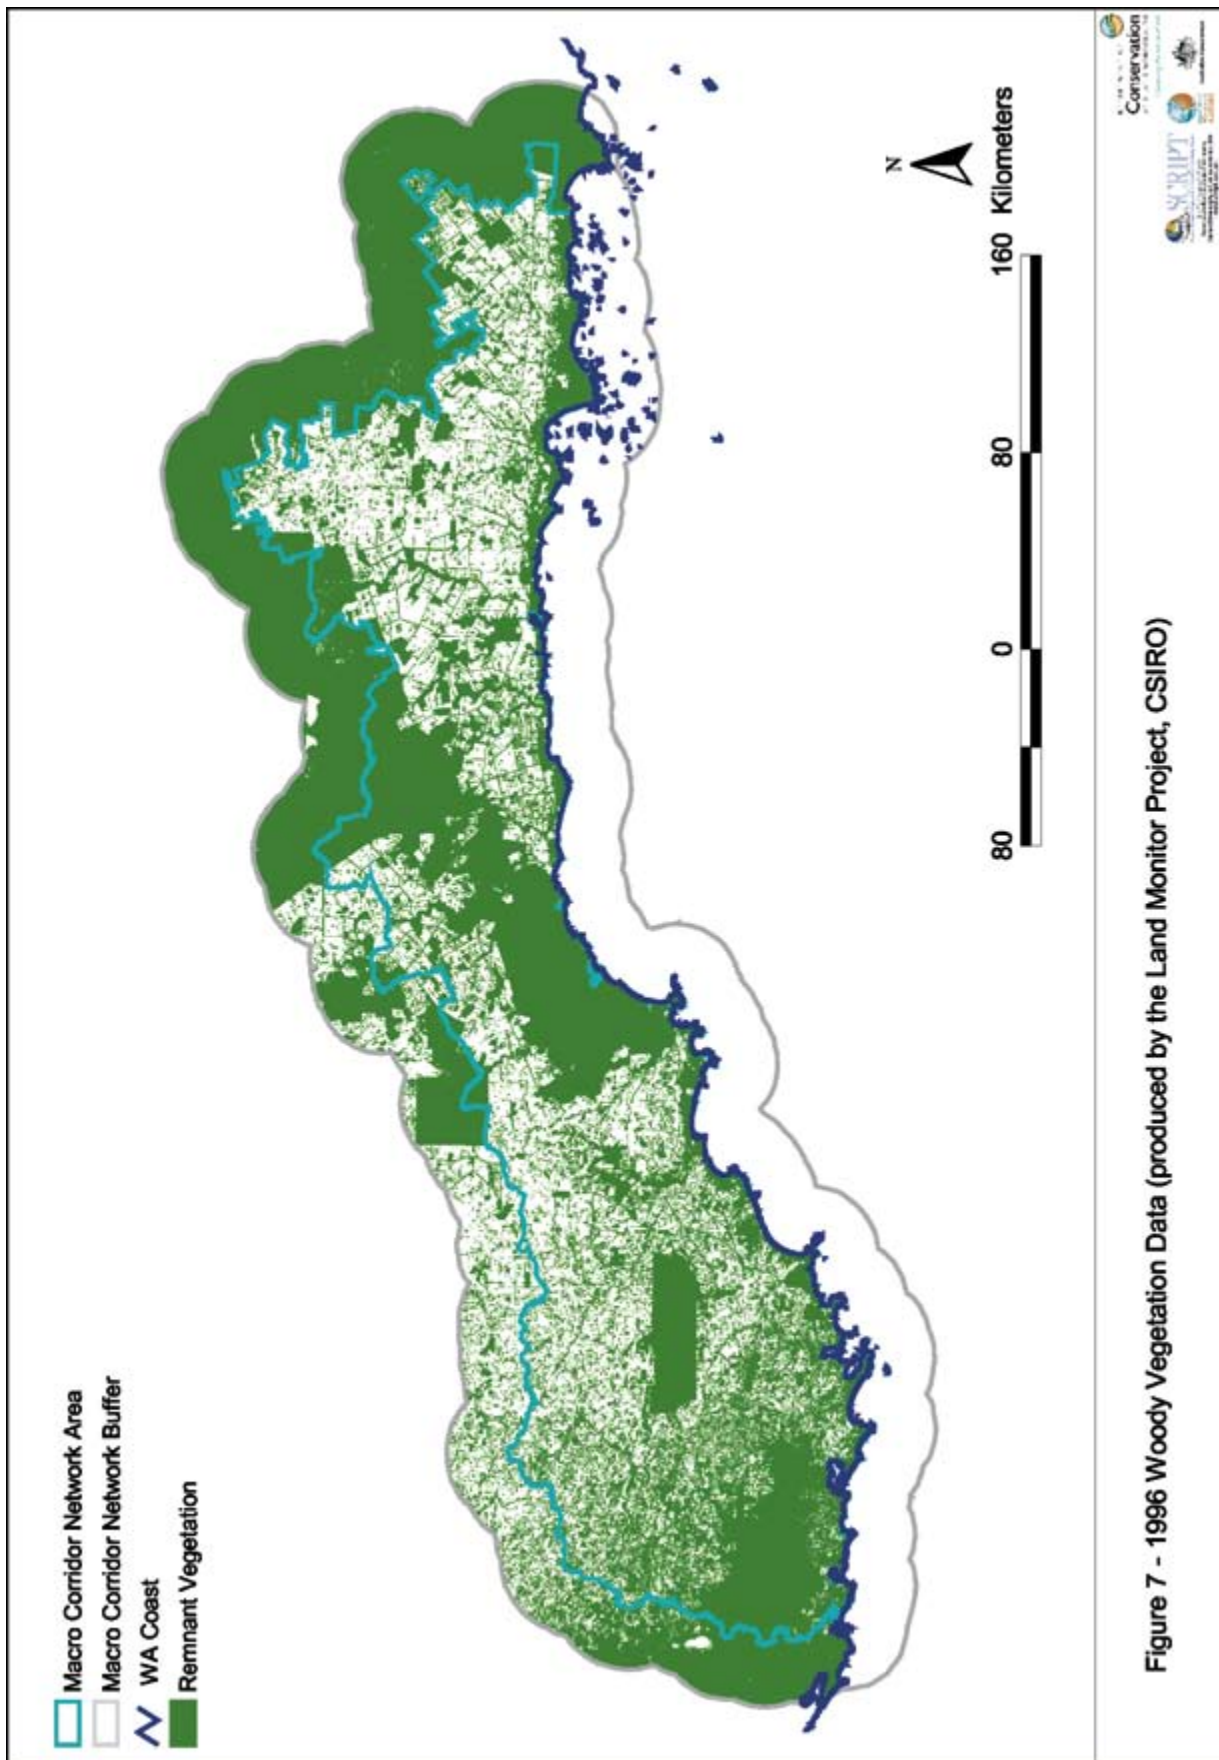 Macro Corridor Network Area
Macro Corridor Network Buffer
WA Coast
Remnant Vegetation
N
80 0 80 160 Kilometers
Figure 7 - 1996 Woody Vegetation Data (produced by the Land Monitor Project, CSIRO)
SCRIPT
Conservation